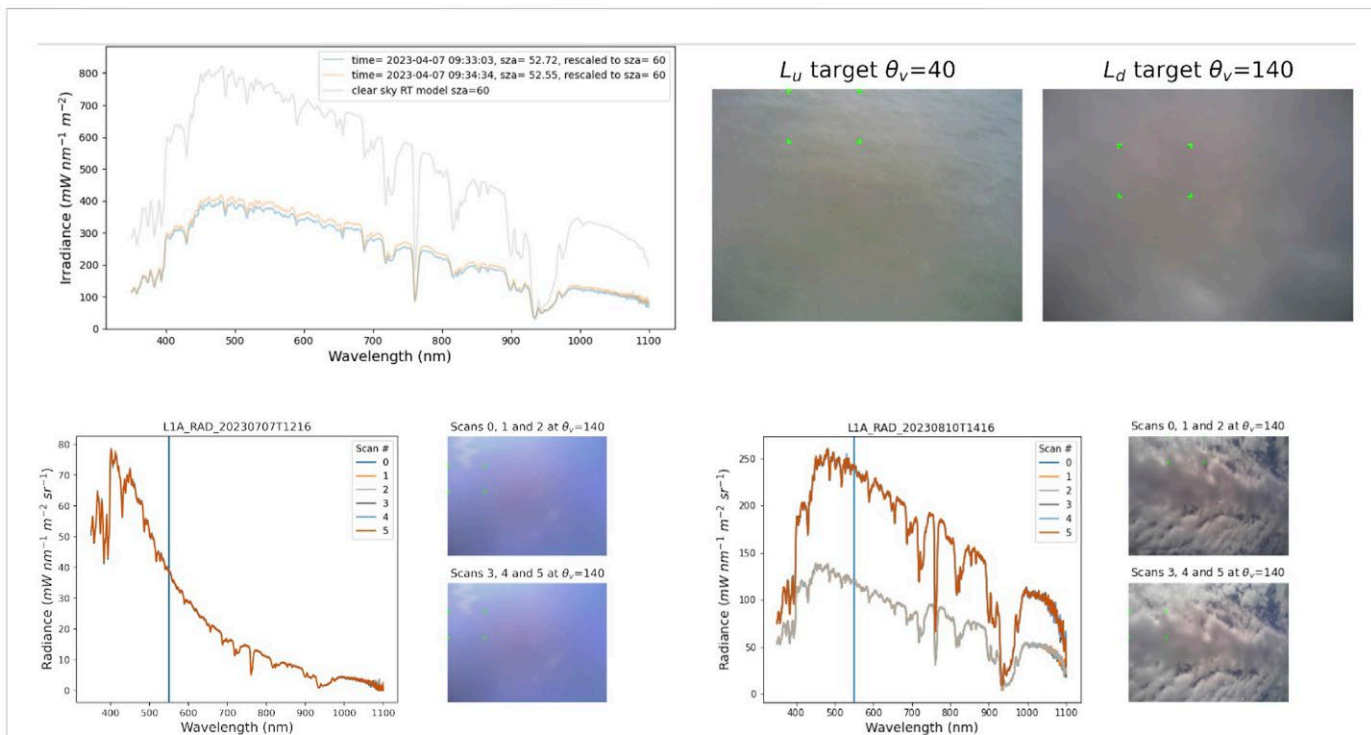 time= 2023-04-07 09:33:03, sza= 52.72, rescaled to sza= 60
time= 2023-04-07 09:34:34, sza= 52.55, rescaled to sza= 60
clear sky RT model sza=60
800
700
600
500
400
300
200
100
0
Irradiance (mW nm⁻¹ m⁻²)
400 500 600 700 800 900 1000 1100
Wavelength (nm)
L_u target θ_v=40
L_d target θ_v=140
L1A_RAD_20230707T1216
80
70
60
50
40
30
20
10
0
Radiance (mW nm⁻¹ m⁻² sr⁻¹)
Scan #
0
1
2
3
4
5
400 500 600 700 800 900 1000 1100
Wavelength (nm)
Scans 0, 1 and 2 at θ_v=140
Scans 3, 4 and 5 at θ_v=140
L1A_RAD_20230810T1416
250
200
150
100
50
0
Radiance (mW nm⁻¹ m⁻² sr⁻¹)
Scan #
0
1
2
3
4
5
400 500 600 700 800 900 1000 1100
Wavelength (nm)
Scans 0, 1 and 2 at θ_v=140
Scans 3, 4 and 5 at θ_v=140